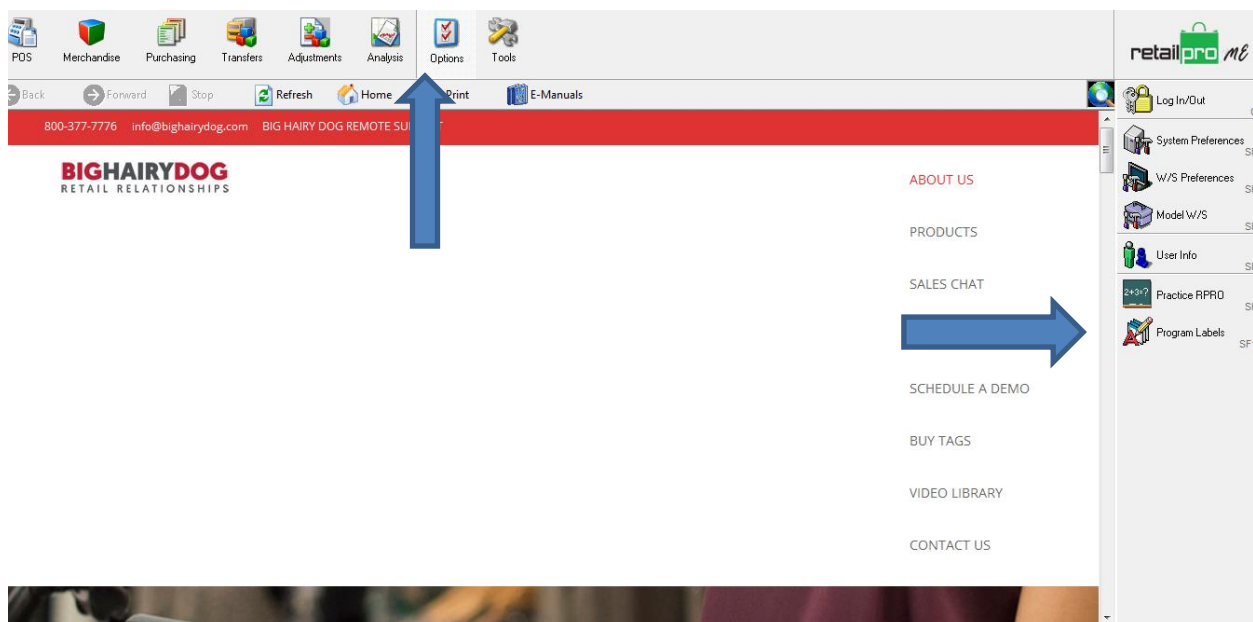 POS Merchandise Purchasing Transfers Adjustments Analysis Options Tools
retailpro ME
Back Forward Stop Refresh Home Print E-Manuals
800-377-7776 info@bighairydog.com BIG HAIRY DOG REMOTE SU
BIGHAIRYDOG
RETAIL RELATIONSHIPS
ABOUT US
PRODUCTS
SALES CHAT
SCHEDULE A DEMO
BUY TAGS
VIDEO LIBRARY
CONTACT US
Log In/Out
System Preferences
W/S Preferences
Model W/S
User Info
2+3=? Practice RPRO
Program Labels
SF